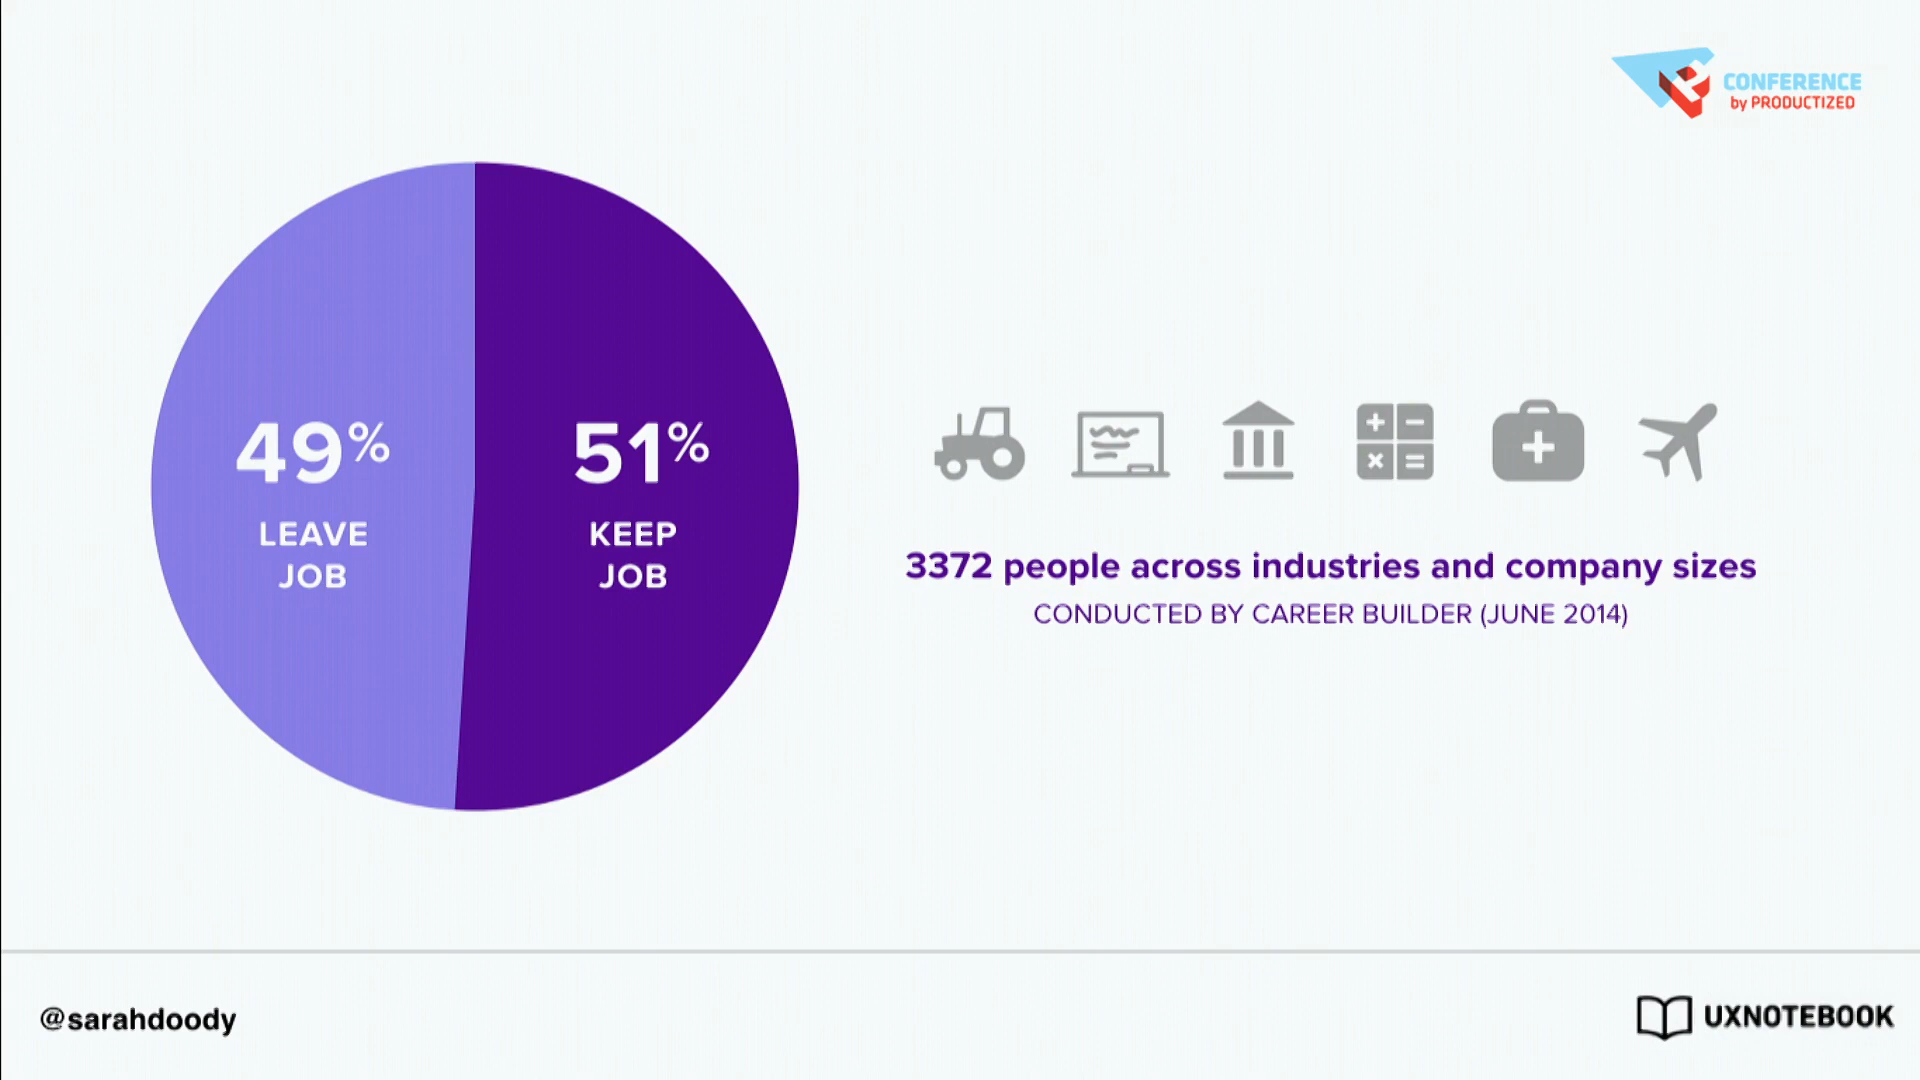 CONFERENCE
by PRODUCTIZED
49%
LEAVE
JOB
51%
KEEP
JOB
3372 people across industries and company sizes
CONDUCTED BY CAREER BUILDER (JUNE 2014)
@sarahdoody
UXNOTEBOOK